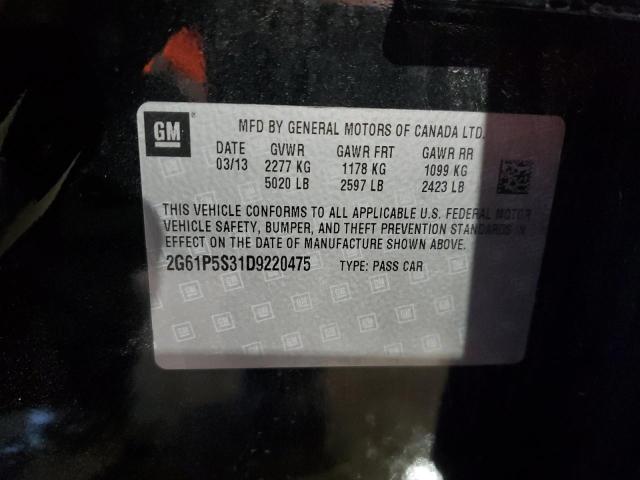 GM
MFD BY GENERAL MOTORS OF CANADA LTD.
DATE GVWR GAWR FRT GAWR RR
03/13 2277 KG 1178 KG 1099 KG
5020 LB 2597 LB 2423 LB
THIS VEHICLE CONFORMS TO ALL APPLICABLE U.S. FEDERAL MOTOR
VEHICLE SAFETY, BUMPER, AND THEFT PREVENTION STANDARDS IN
EFFECT ON THE DATE OF MANUFACTURE SHOWN ABOVE.
2G61P5S31D9220475 TYPE: PASS CAR